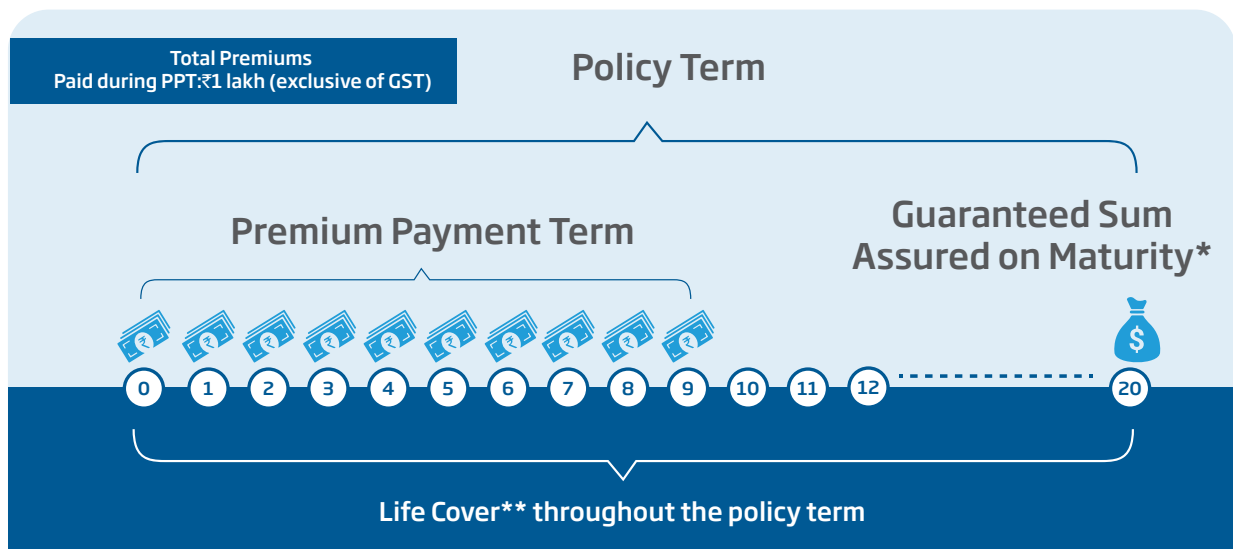 Total Premiums
Paid during PPT:₹1 lakh (exclusive of GST)
Policy Term
Premium Payment Term
Guaranteed Sum
Assured on Maturity*
₹ ₹ ₹ ₹ ₹ ₹ ₹ ₹ ₹ ₹ $
0 1 2 3 4 5 6 7 8 9 10 11 12 20
Life Cover** throughout the policy term